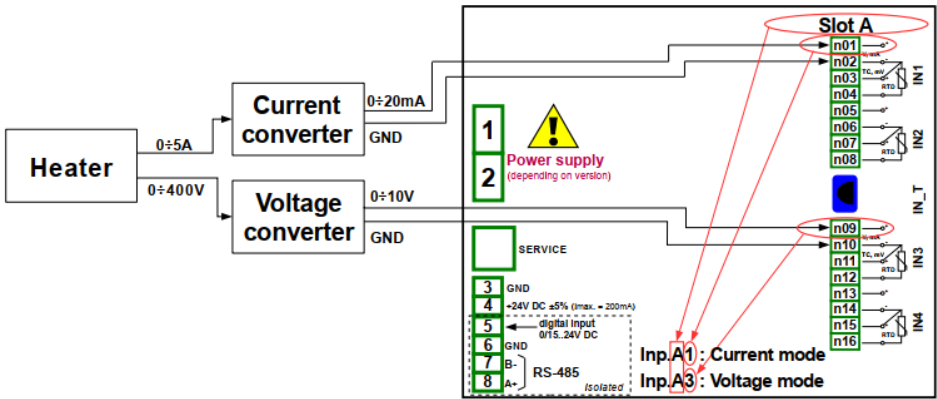 Heater
0÷5A
0÷400V
Current
converter
0÷20mA
GND
Voltage
converter
0÷10V
GND
1
2
Power supply
(depending on version)
SERVICE
3 GND
4 +24V DC ±5% (Imax. = 200mA)
5 digital input
0/15..24V DC
6 GND
7 B-
8 A+
RS-485
Isolated
Slot A
n01 +
V, mA
n02 -
TC, mV
n03
RTD
n04
IN1
n05 +
n06 -
n07
RTD
n08
IN2
IN_T
n09 +
V, mA
n10 -
TC, mV
n11
RTD
n12
IN3
n13 +
n14 -
n15
RTD
n16
IN4
Inp.A1 : Current mode
Inp.A3 : Voltage mode